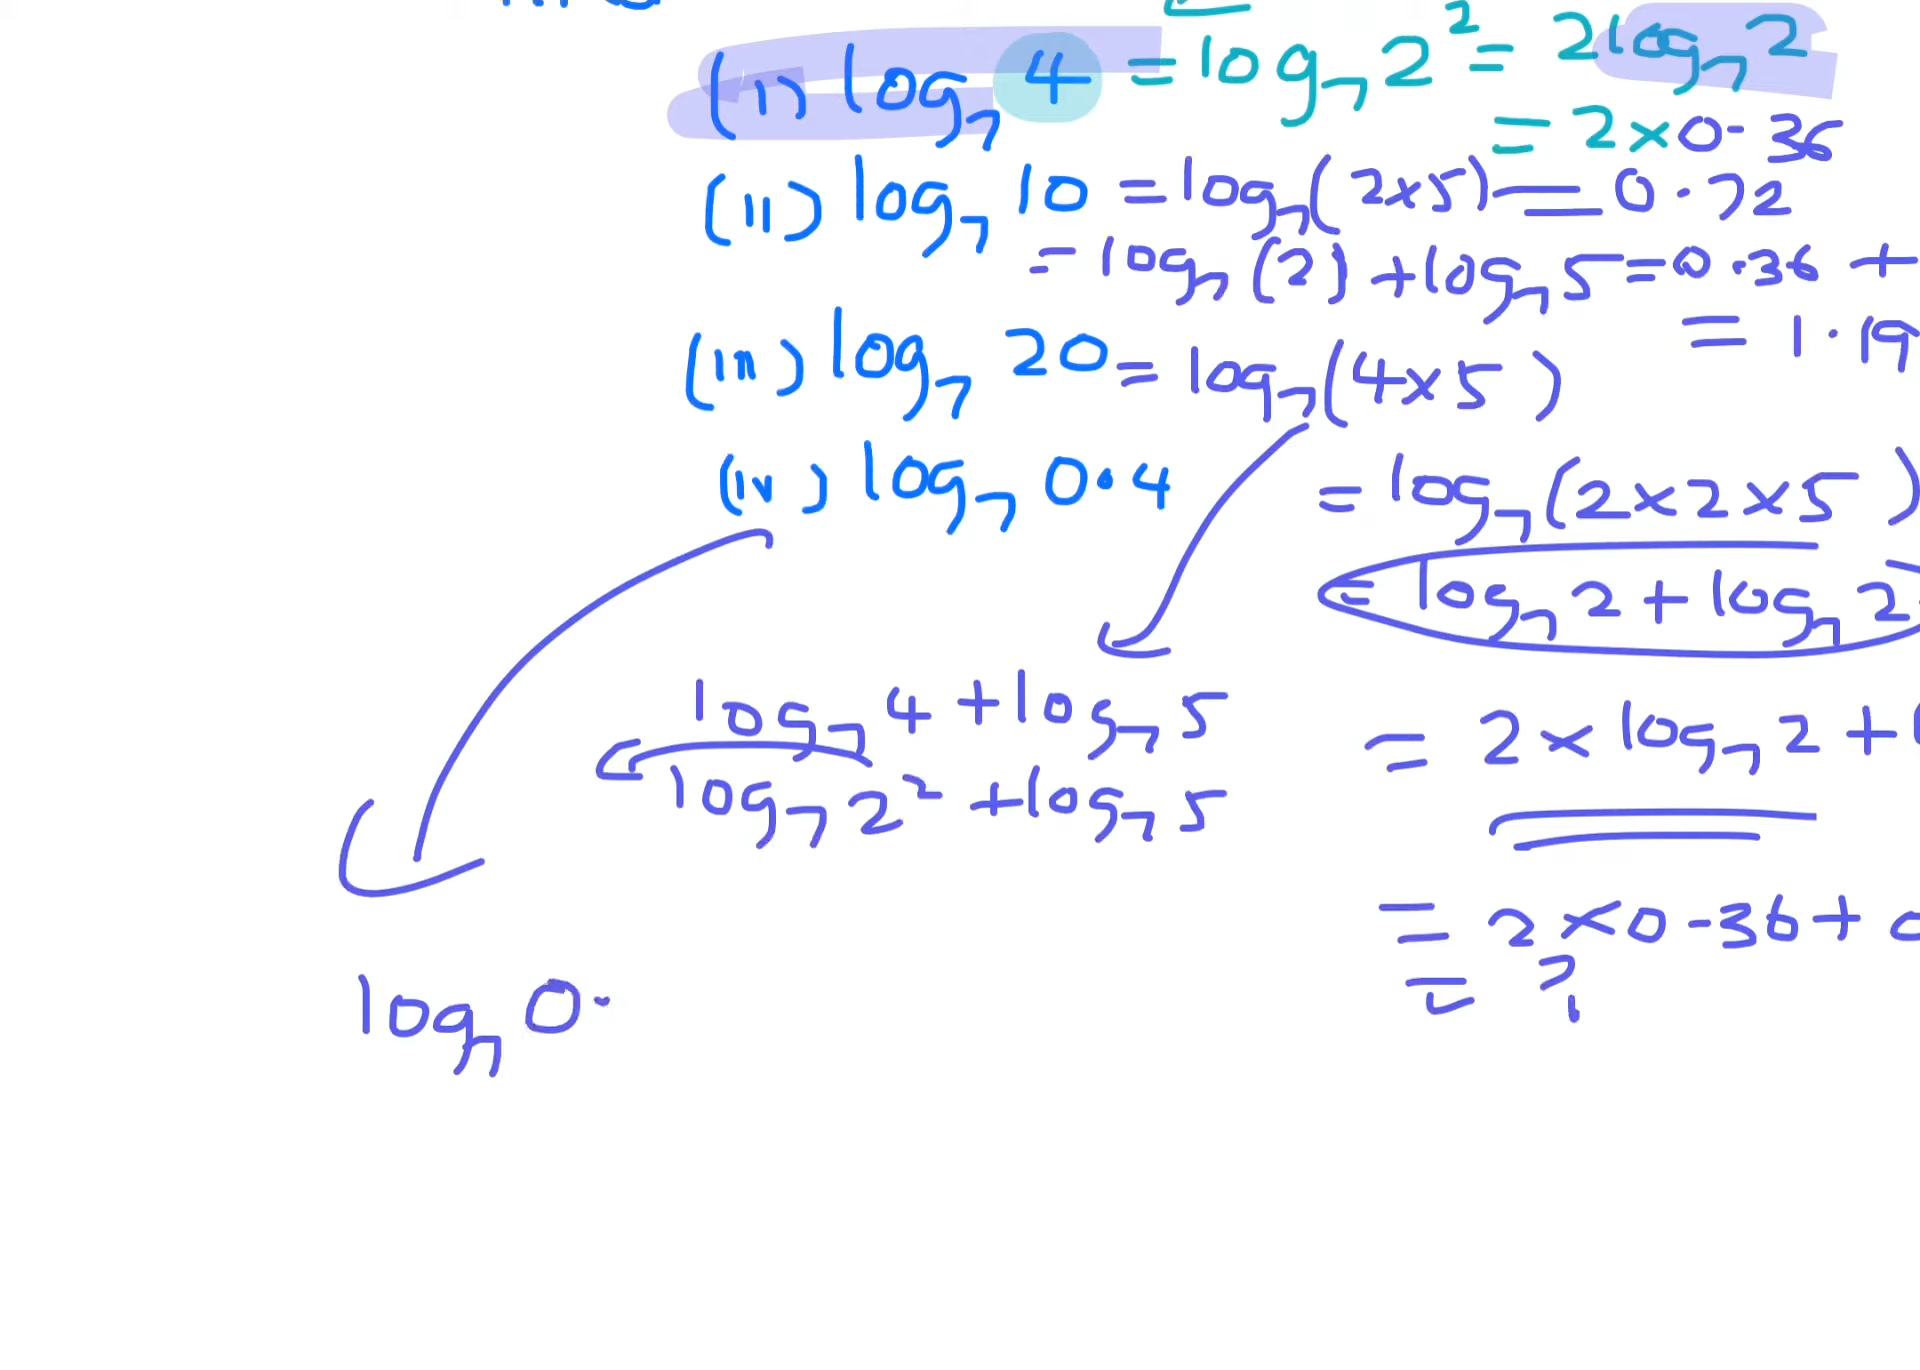 (i) log₇ 4 = log₇ 2² = 2 log₇ 2
= 2 × 0.36
(ii) log₇ 10 = log₇ (2×5) = 0.72
= log₇ (2) + log₇ 5 = 0.36 +
= 1.19
(iii) log₇ 20 = log₇ (4×5)
(iv) log₇ 0.4
= log₇ (2×2×5)
= log₇ 2 + log₇ 2
log₇ 4 + log₇ 5
= 2 × log₇ 2 +
log₇ 2² + log₇ 5
= 2 × 0.36 +
= ?
log₇ 0.